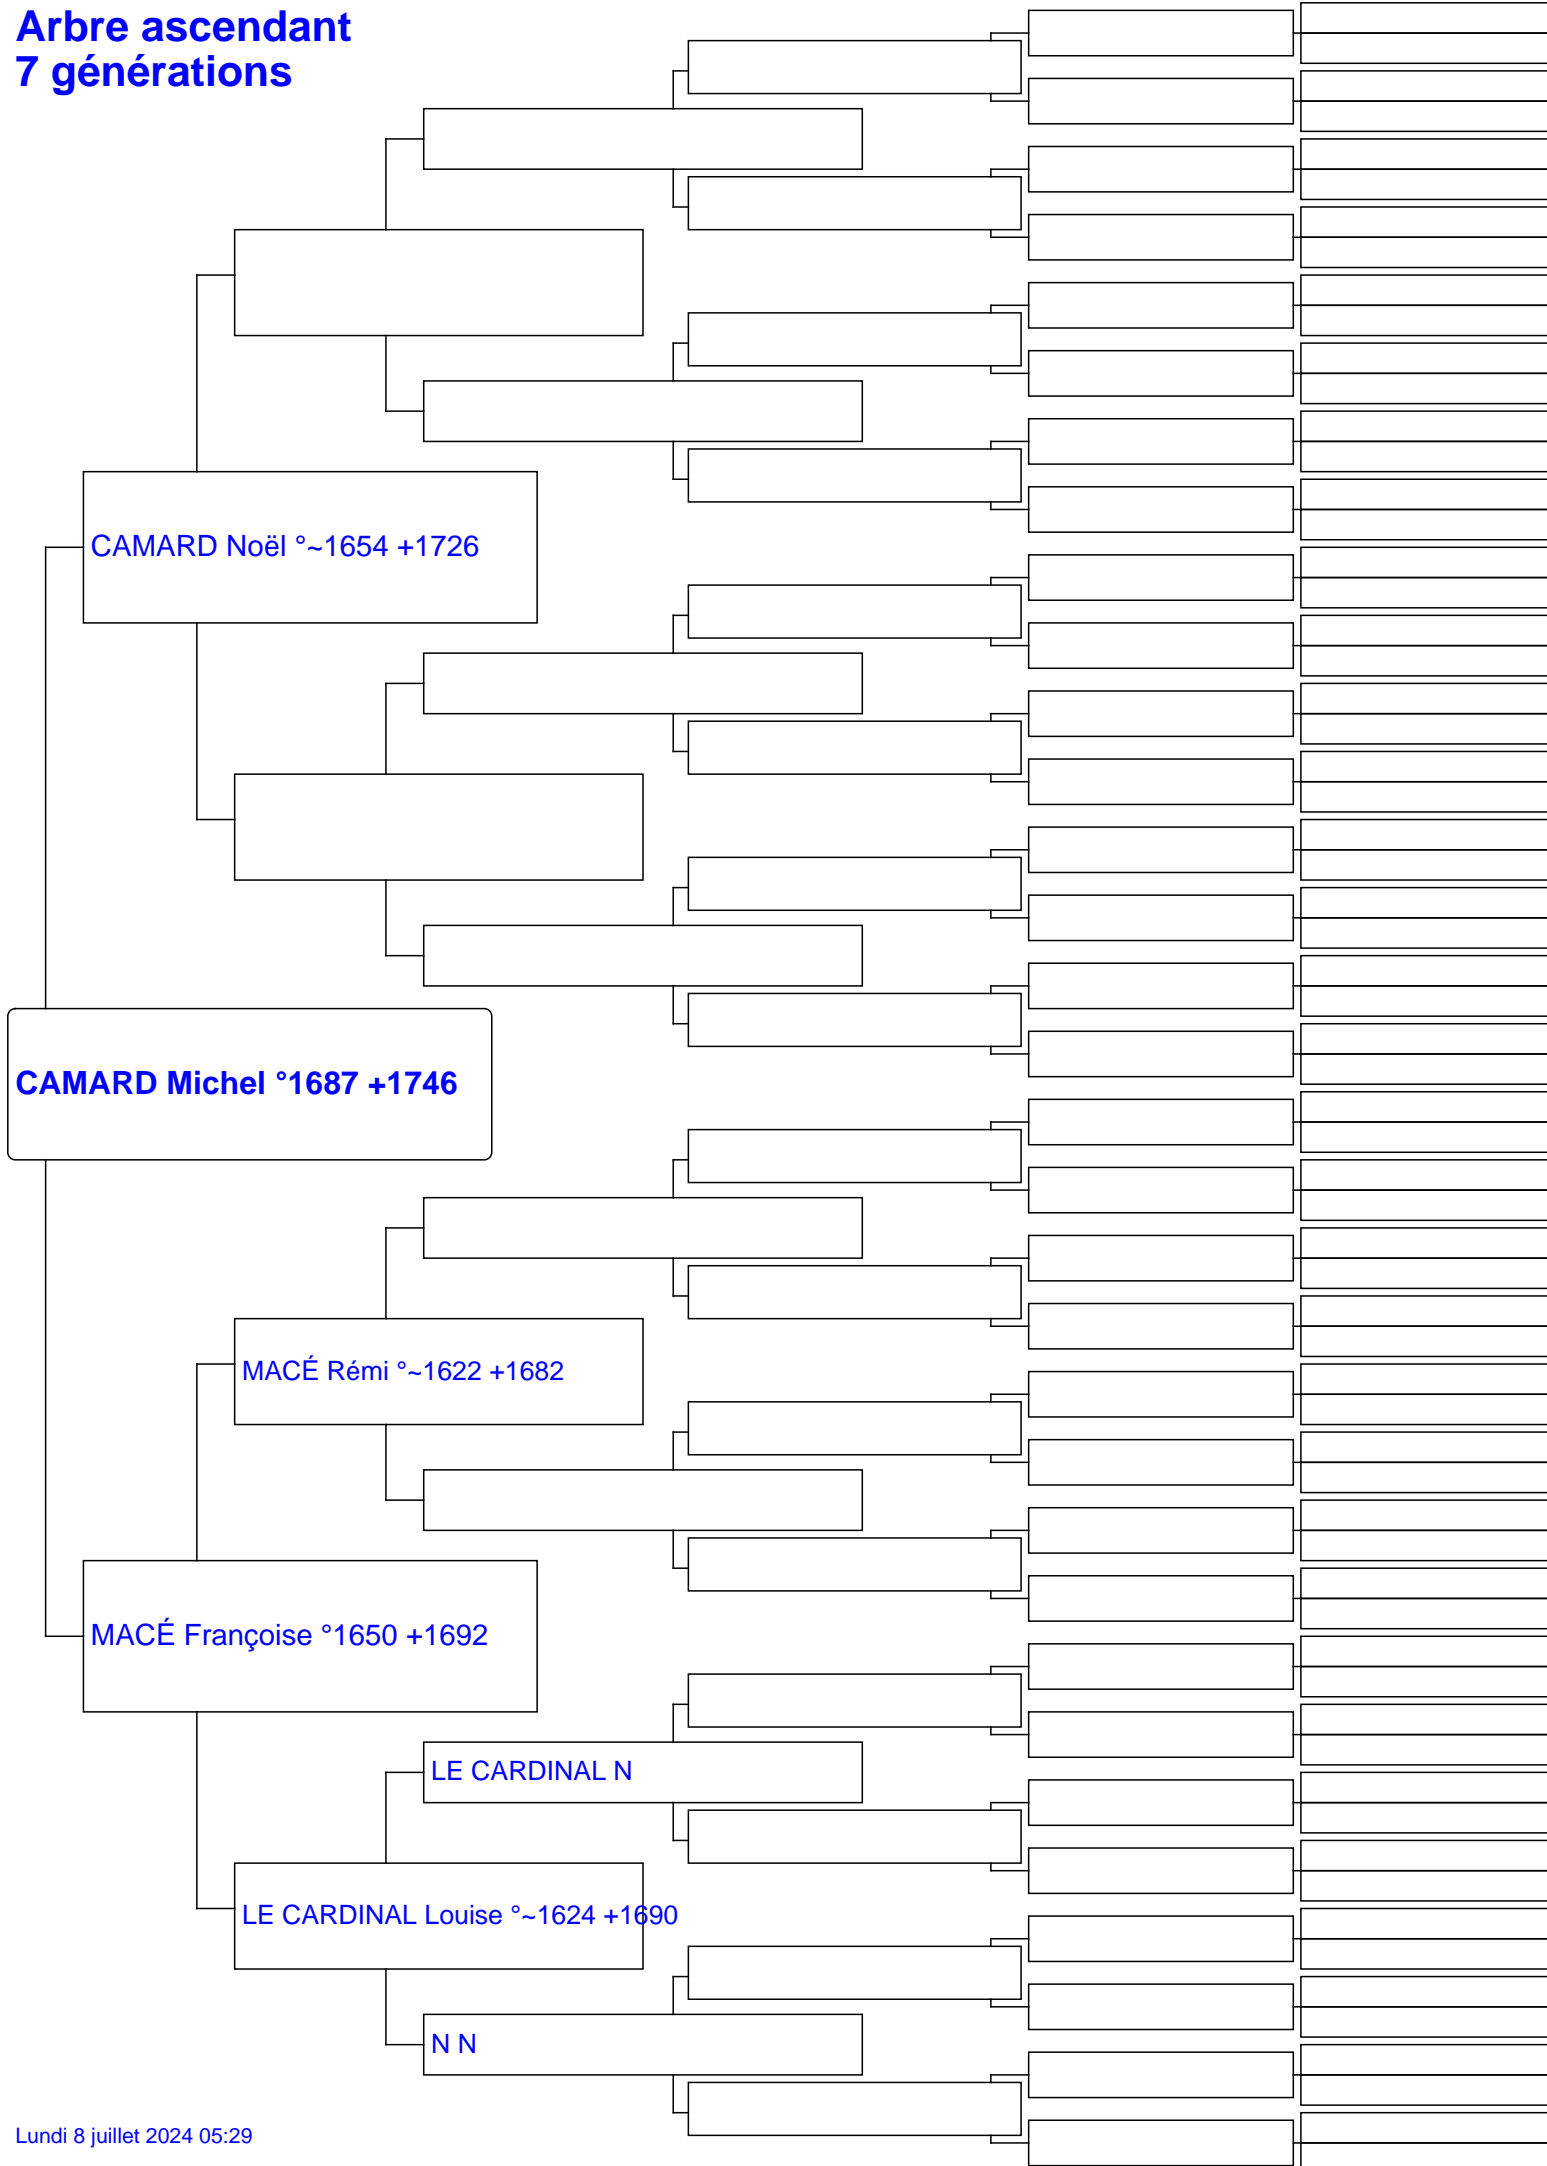 Arbre ascendant
7 générations
CAMARD Noël °~1654 +1726
CAMARD Michel °1687 +1746
MACÉ Rémi °~1622 +1682
MACÉ Françoise °1650 +1692
LE CARDINAL N
LE CARDINAL Louise °~1624 +1690
N N
Lundi 8 juillet 2024 05:29